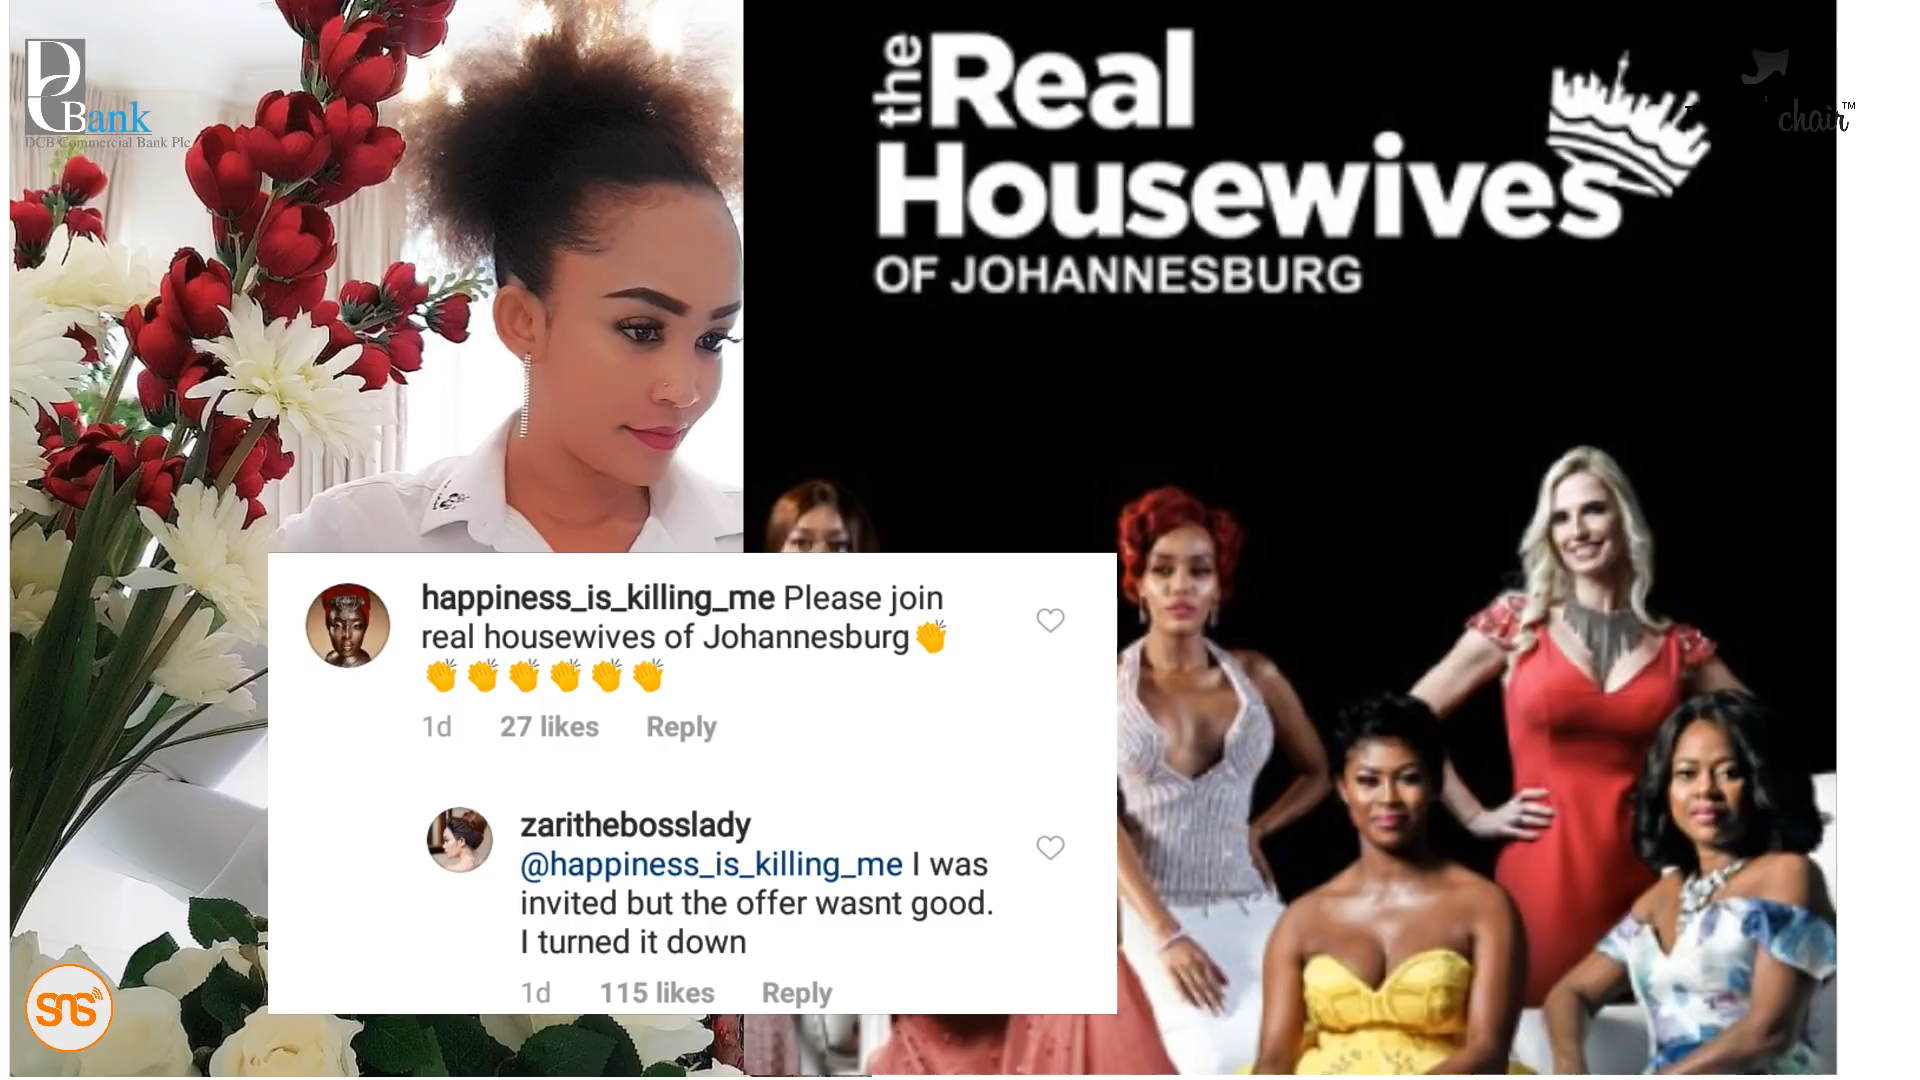 DC Bank
DCB Commercial Bank Plc
the Real
Housewives
OF JOHANNESBURG
chair™
happiness_is_killing_me Please join
real housewives of Johannesburg👏
👏👏👏👏👏👏
1d 27 likes Reply
zarithebosslady
@happiness_is_killing_me I was
invited but the offer wasnt good.
I turned it down
1d 115 likes Reply
SNS